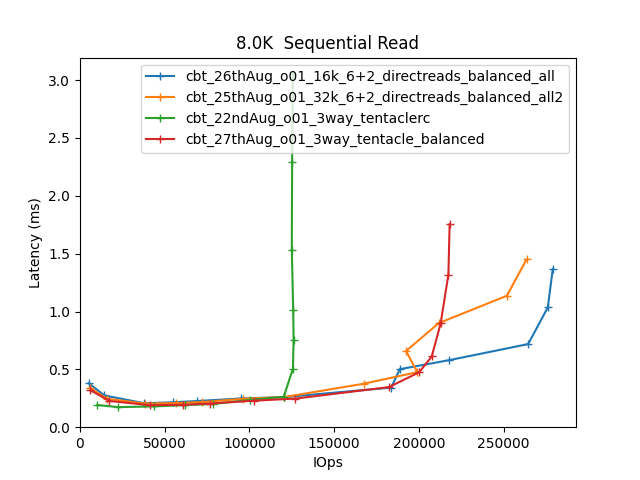 8.0K  Sequential Read
cbt_26thAug_o01_16k_6+2_directreads_balanced_all
cbt_25thAug_o01_32k_6+2_directreads_balanced_all2
cbt_22ndAug_o01_3way_tentaclerc
cbt_27thAug_o01_3way_tentacle_balanced
Latency (ms)
3.0
2.5
2.0
1.5
1.0
0.5
0.0
0 50000 100000 150000 200000 250000
IOps